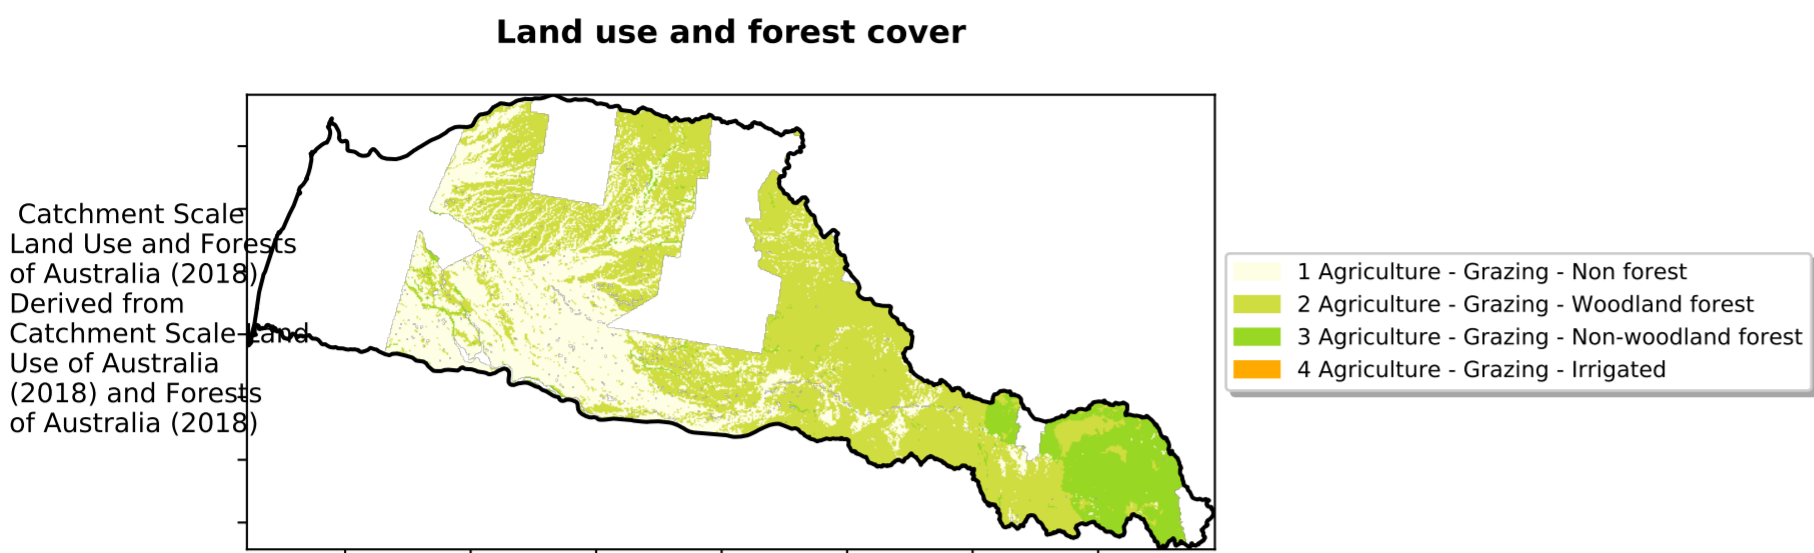 Land use and forest cover
Catchment Scale
Land Use and Forests
of Australia (2018)
Derived from
Catchment Scale Land
Use of Australia
(2018) and Forests
of Australia (2018)
1 Agriculture - Grazing - Non forest
2 Agriculture - Grazing - Woodland forest
3 Agriculture - Grazing - Non-woodland forest
4 Agriculture - Grazing - Irrigated